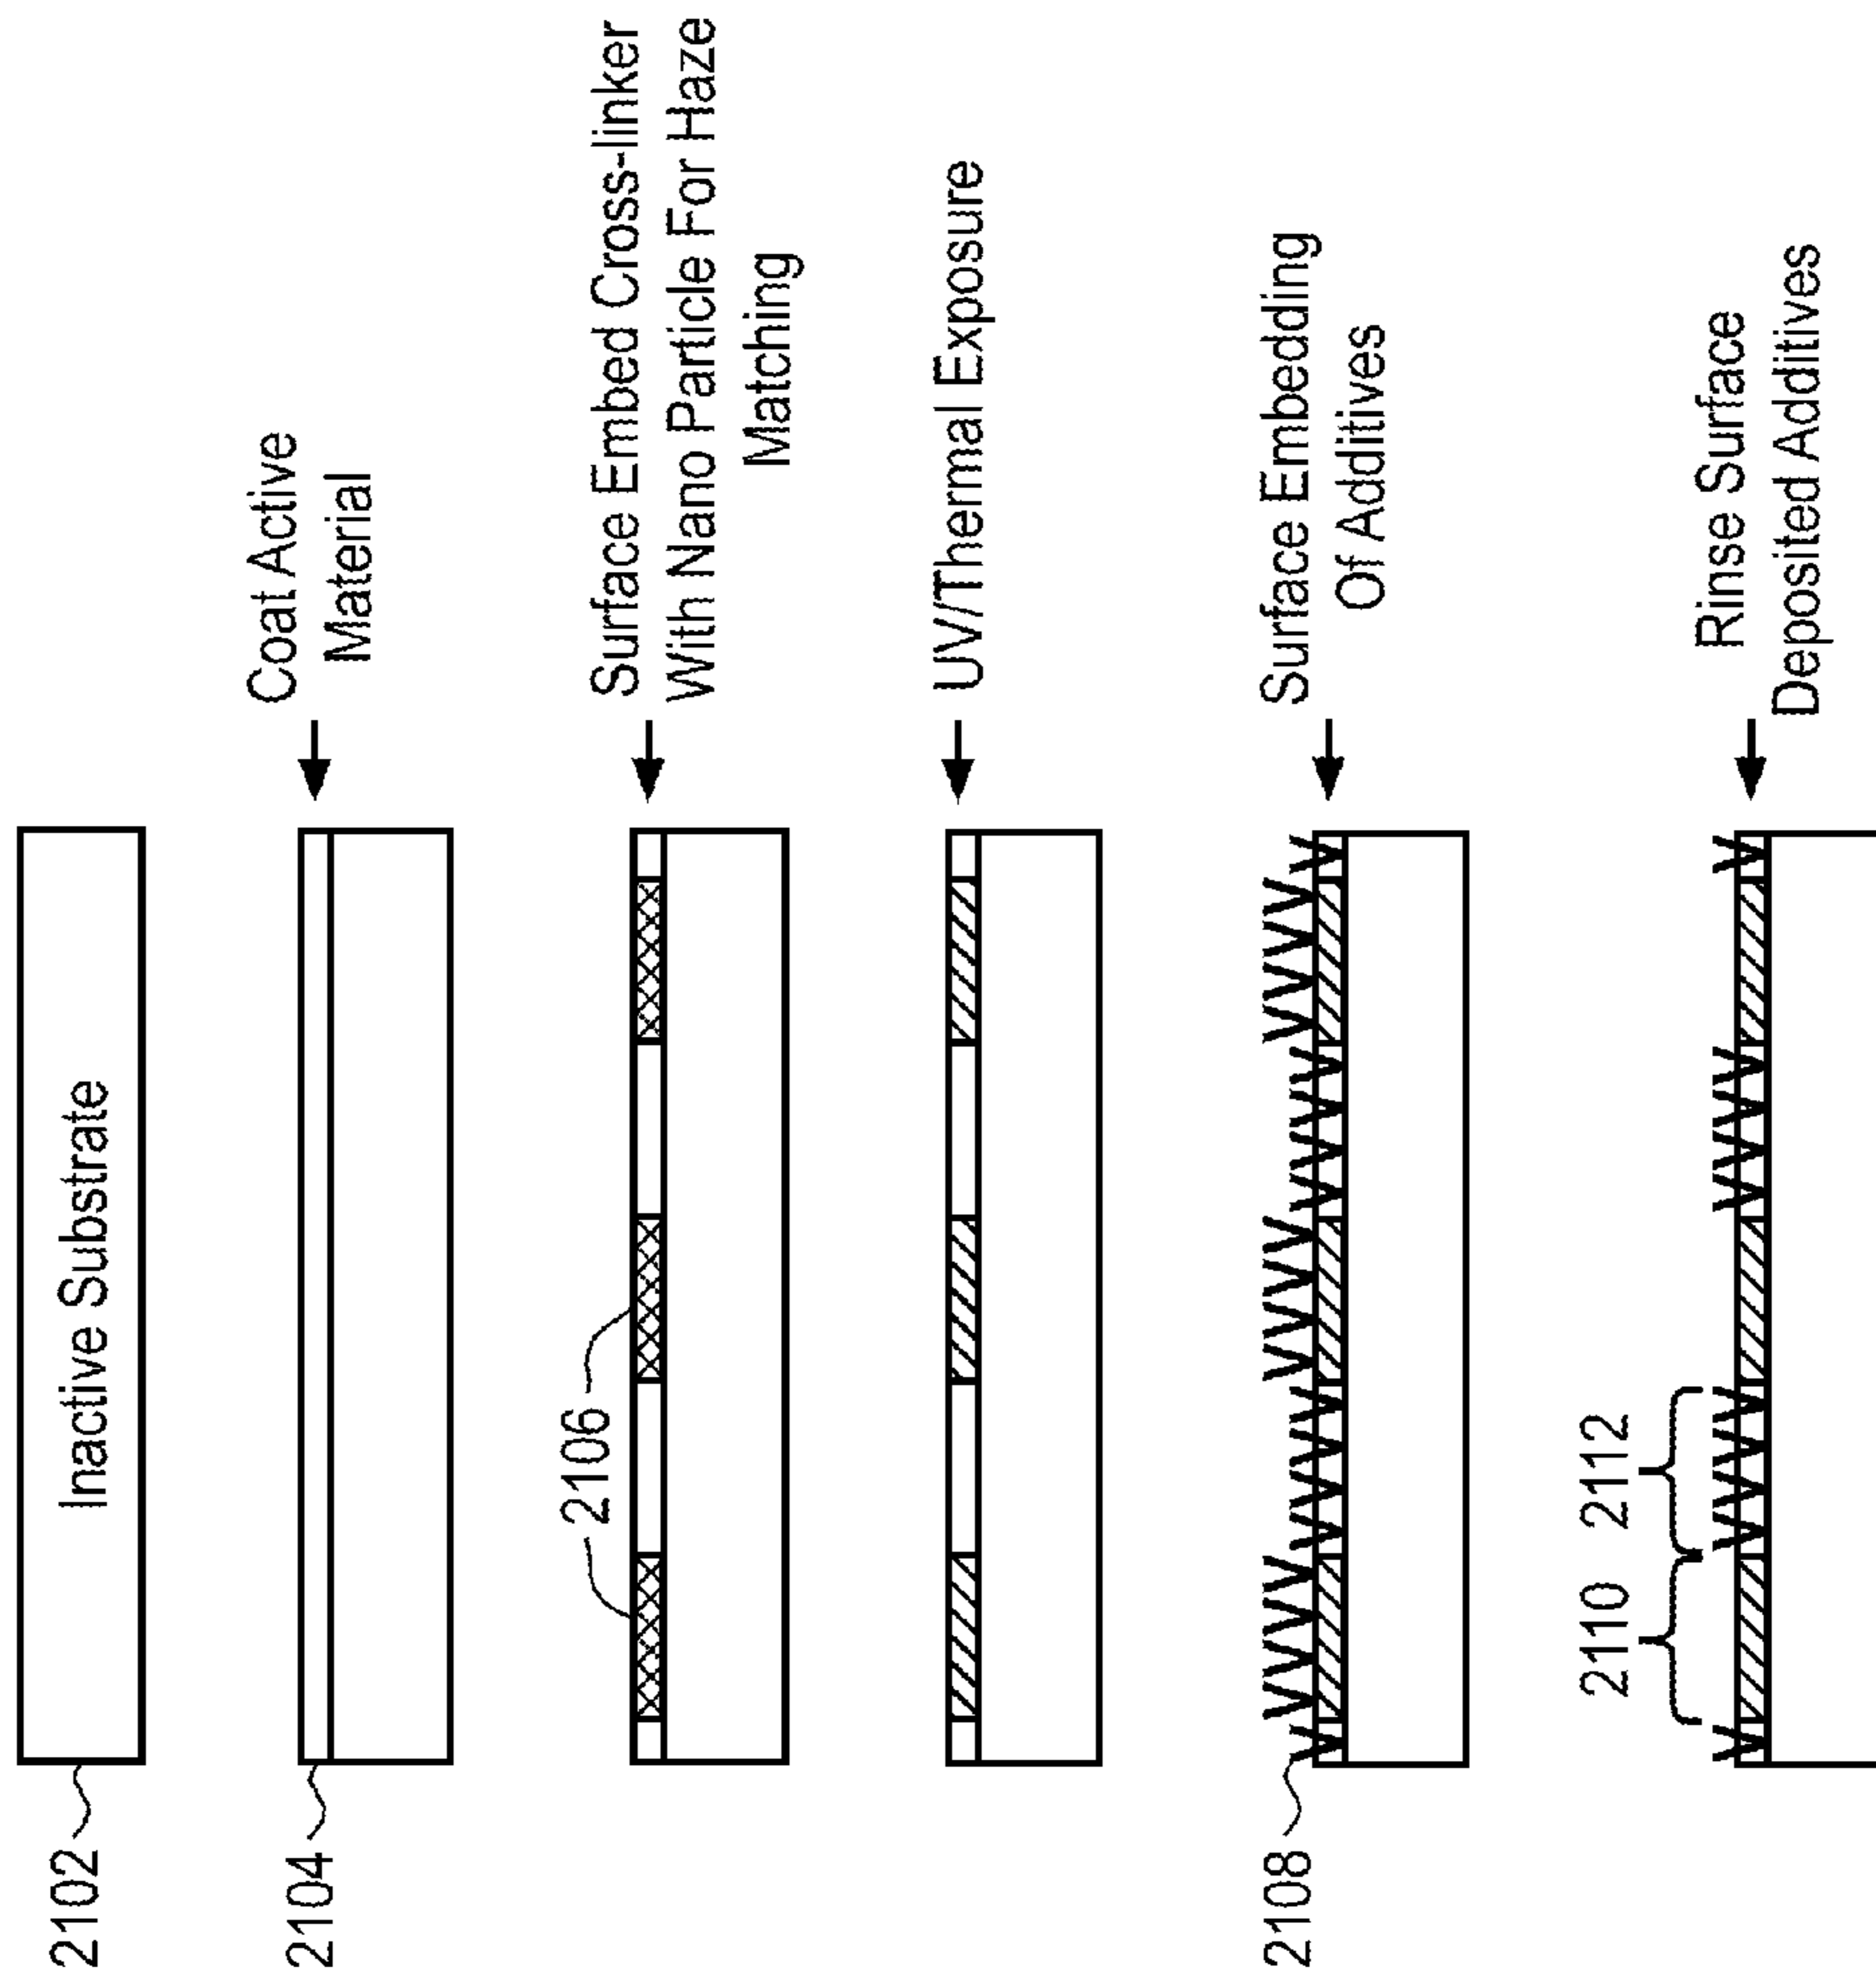 2102
Inactive Substrate
2104
Coat Active
Material
2106
Surface Embed Cross-linker
With Nano Particle For Haze
Matching
UV/Thermal Exposure
2108
Surface Embedding
Of Additives
2110
2112
Rinse Surface
Deposited Additives